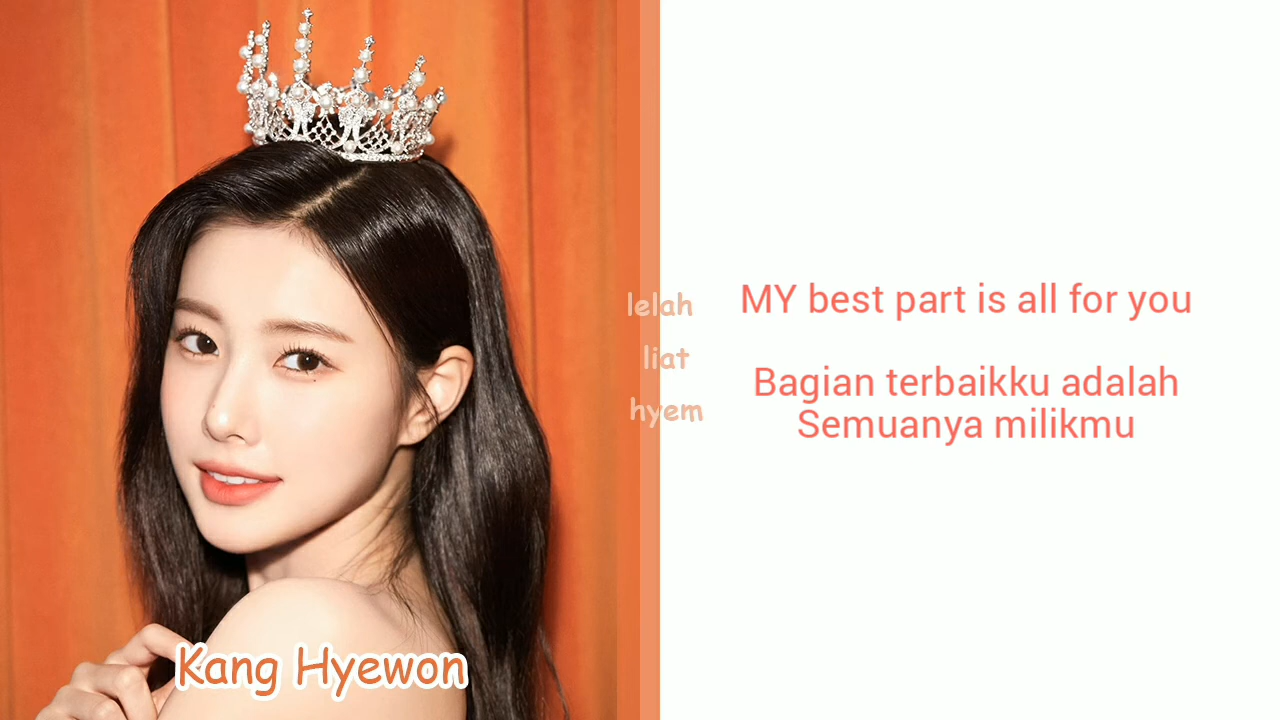 lelah
liat
hyem
MY best part is all for you
Bagian terbaikku adalah
Semuanya milikmu
Kang Hyewon